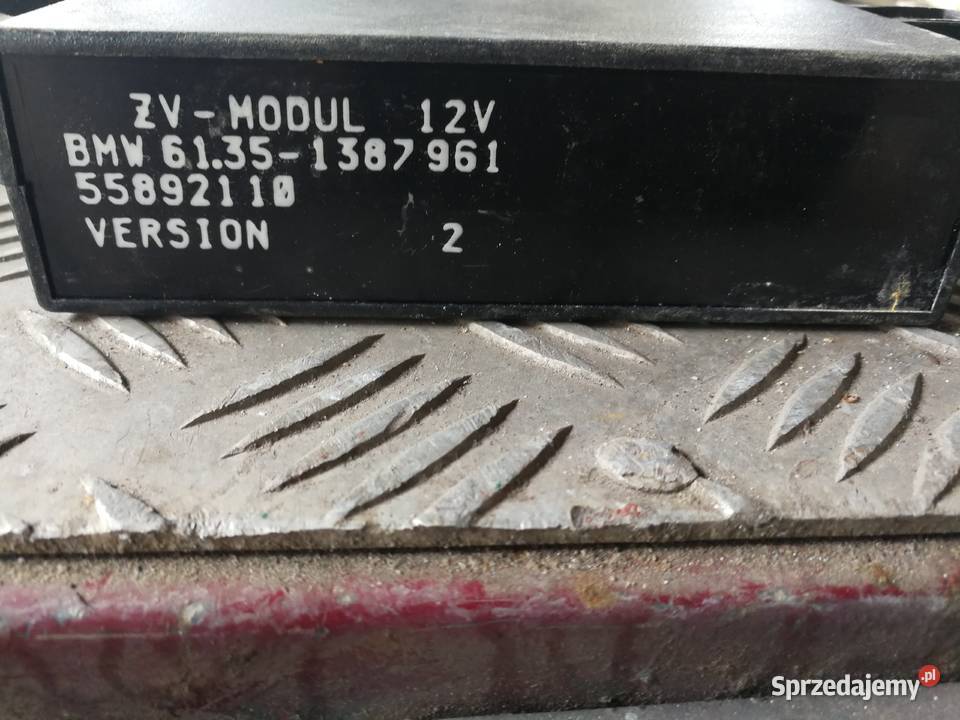 ZV-MODUL 12V
BMW 61.35-1387961
55892110
VERSION 2
Sprzedajemy.pl